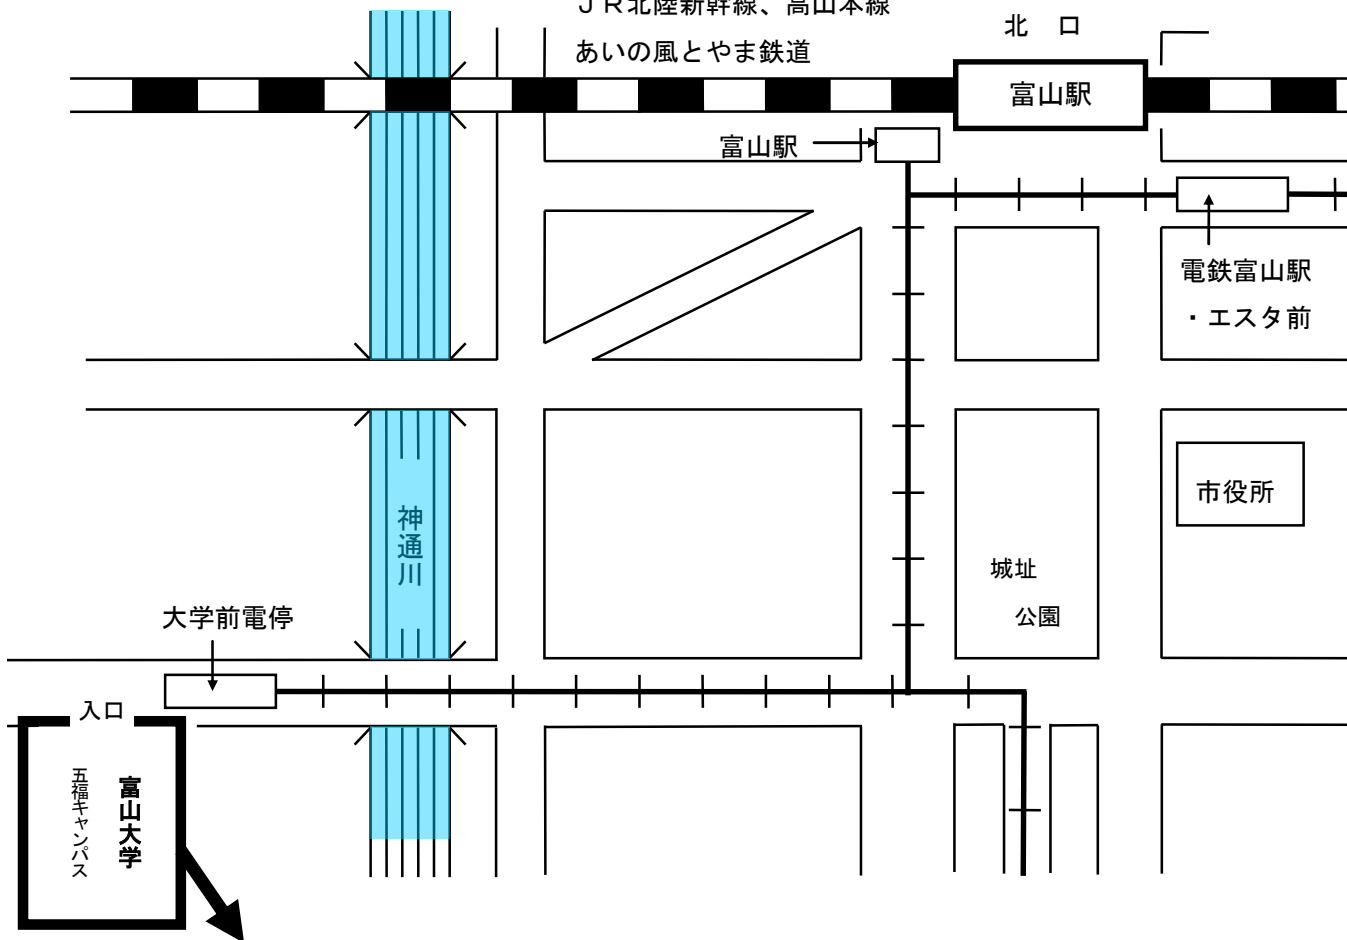 ＪＲ北陸新幹線、高山本線
あいの風とやま鉄道
北　口
富山駅
富山駅
電鉄富山駅
・エスタ前
市役所
神通川
城址
公園
大学前電停
入口
富山大学
五福キャンパス